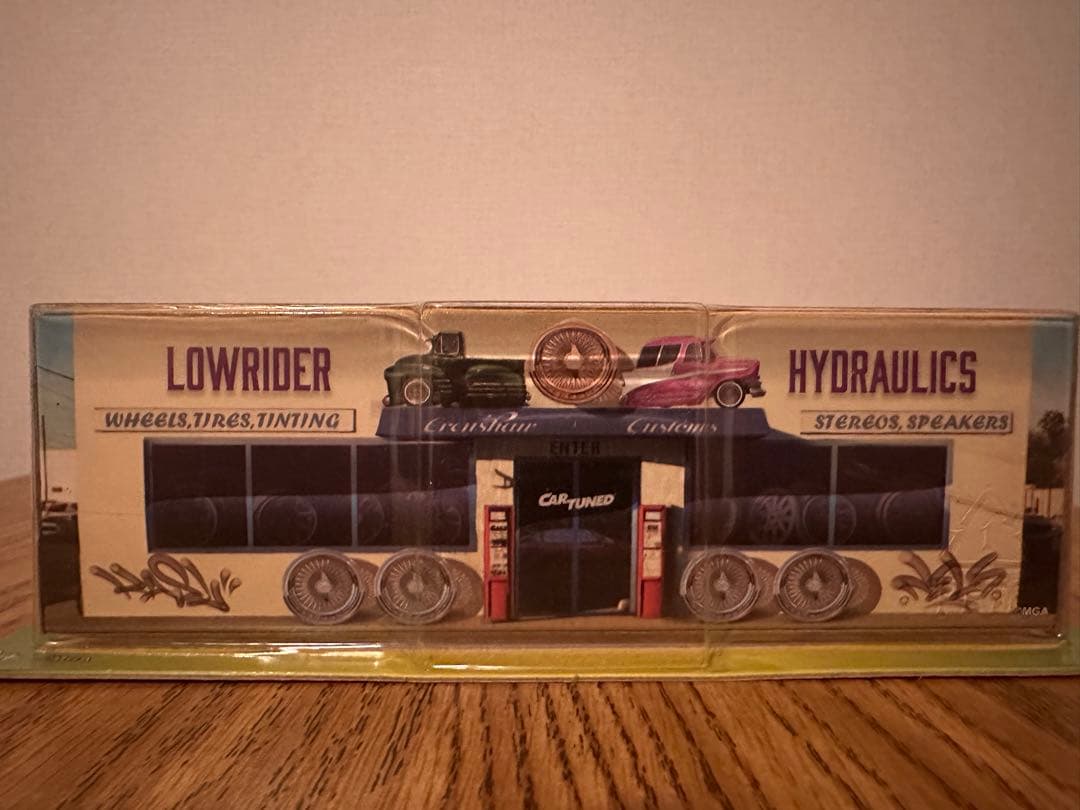 LOWRIDER
HYDRAULICS
WHEELS,TIRES,TINTING
STEREOS, SPEAKERS
Crenshaw Customs
ENTER
CAR TUNED
MGA